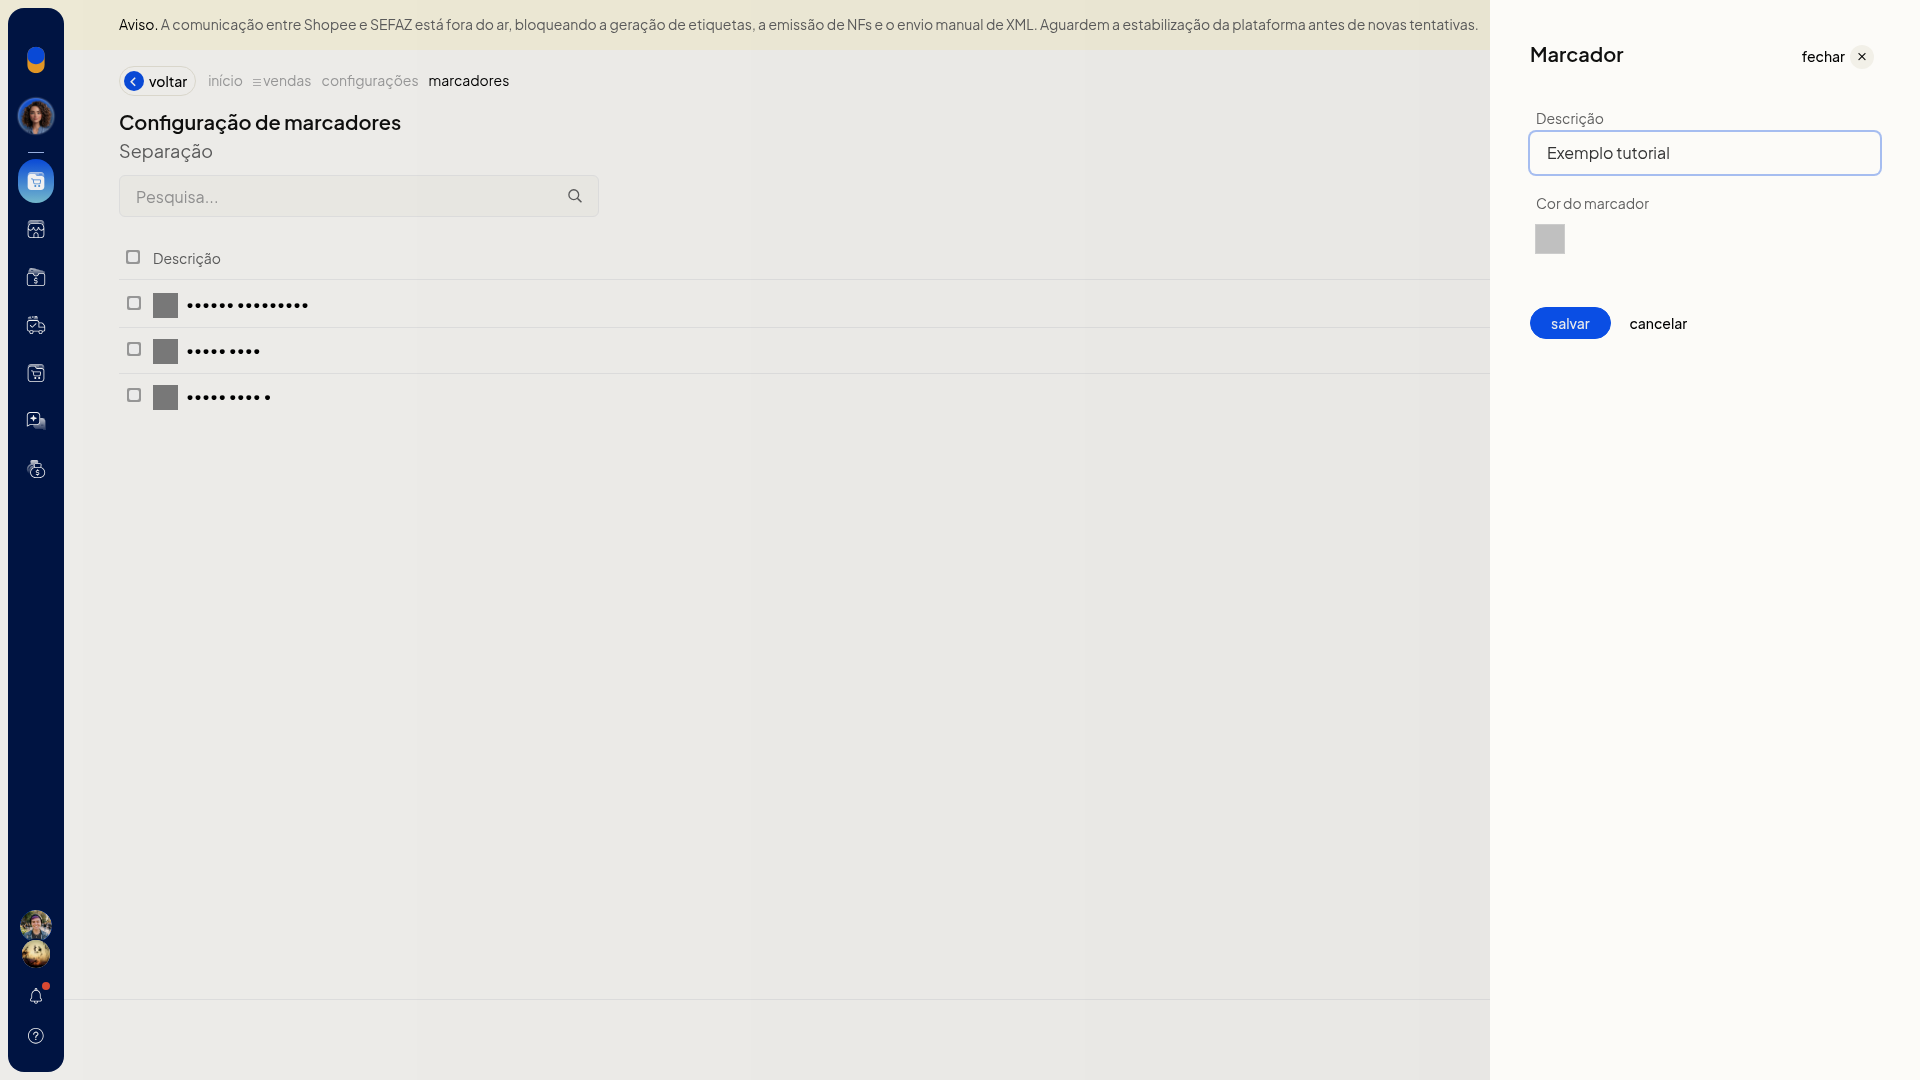 Aviso. A comunicação entre Shopee e SEFAZ está fora do ar, bloqueando a geração de etiquetas, a emissão de NFs e o envio manual de XML. Aguardem a estabilização da plataforma antes de novas tentativas.
voltar início vendas configurações marcadores
Configuração de marcadores
Separação
Pesquisa...
Descrição
•••••• •••••••••
••••• ••••
••••• •••• •
Marcador
fechar ×
Descrição
Exemplo tutorial
Cor do marcador
salvar cancelar